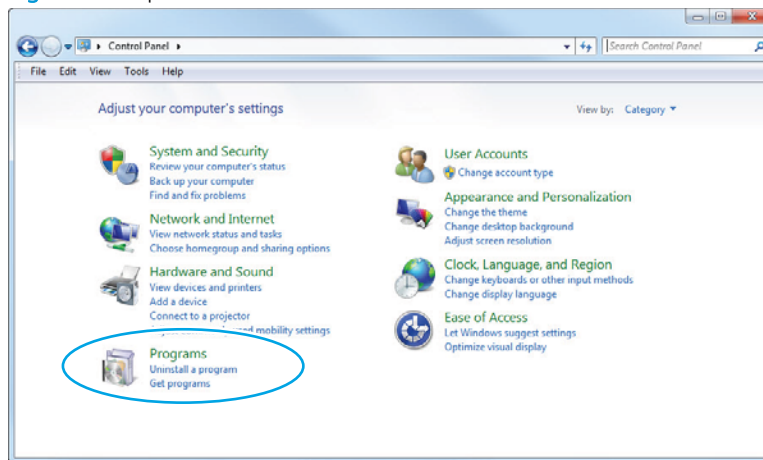 Control Panel
Search Control Panel
File Edit View Tools Help
Adjust your computer's settings
View by: Category
System and Security
Review your computer's status
Back up your computer
Find and fix problems
Network and Internet
View network status and tasks
Choose homegroup and sharing options
Hardware and Sound
View devices and printers
Add a device
Connect to a projector
mobility settings
Programs
Uninstall a program
Get programs
User Accounts
Change account type
Appearance and Personalization
Change the theme
Change desktop background
Adjust screen resolution
Clock, Language, and Region
Change keyboards or other input methods
Change display language
Ease of Access
Let Windows suggest settings
Optimize visual display